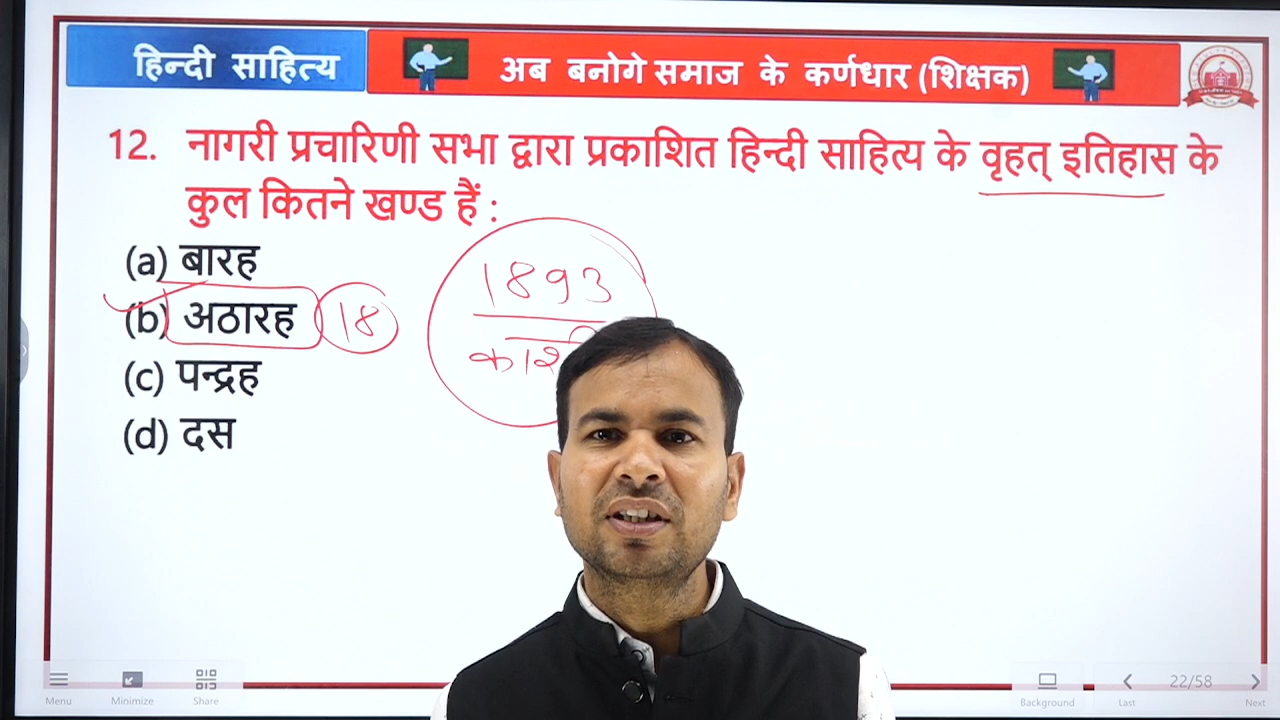 हिन्दी साहित्य
अब बनोगे समाज के कर्णधार (शिक्षक)
12. नागरी प्रचारिणी सभा द्वारा प्रकाशित हिन्दी साहित्य के वृहत् इतिहास के
कुल कितने खण्ड हैं :
(a) बारह
(b) अठारह
18
(c) पन्द्रह
(d) दस
1893
Menu
Minimize
Share
Background
Last
22/58
Next